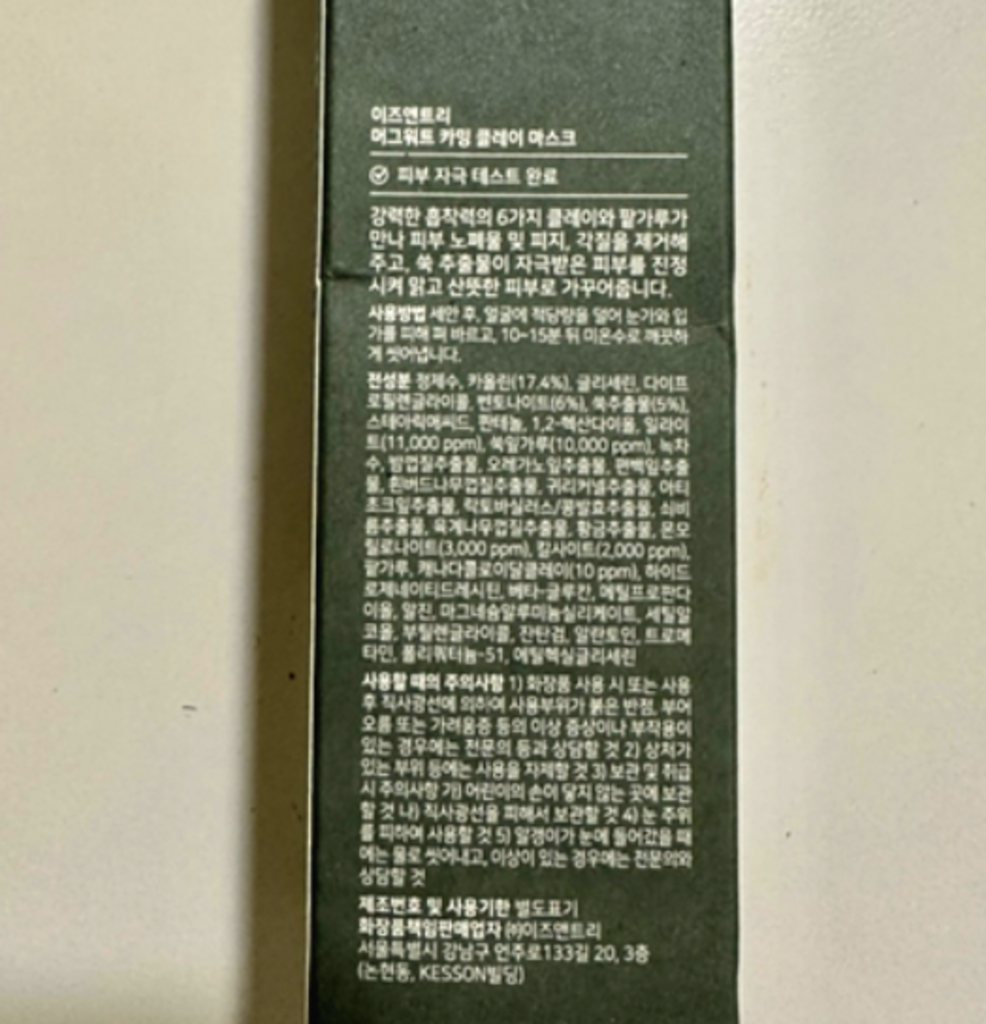 이즈앤트리
머그워트 카밍 클레이 마스크
피부 자극 테스트 완료
강력한 흡착력의 6가지 클레이와 팥가루가
만나 피부 노폐물 및 피지, 각질을 제거해
주고, 쑥 추출물이 자극받은 피부를 진정
시켜 맑고 산뜻한 피부로 가꾸어줍니다.
사용방법 세안 후, 얼굴에 적당량을 덜어 눈가와 입
가를 피해 펴 바르고, 10~15분 뒤 미온수로 깨끗하
게 씻어냅니다.
전성분 정제수, 카올린(17.4%), 글리세린, 다이프
로필렌글라이콜, 벤토나이트(6%), 쑥추출물(5%),
스테아릭애씨드, 판테놀, 1,2-헥산다이올, 일라이
트(11,000 ppm), 쑥잎가루(10,000 ppm), 녹차
수, 밤껍질추출물, 오레가노잎추출물, 편백잎추출
물, 흰버드나무껍질추출물, 귀리커넬추출물, 아티
초크잎추출물, 락토바실러스/콩발효추출물, 쇠비
름추출물, 육계나무껍질추출물, 황금추출물, 몬모
릴로나이트(3,000 ppm), 칼사이트(2,000 ppm),
팥가루, 캐나다콜로이달클레이(10 ppm), 하이드
로제네이티드레시틴, 베타-글루칸, 메틸프로판다
이올, 알진, 마그네슘알루미늄실리케이트, 세틸알
코올, 부틸렌글라이콜, 잔탄검, 알란토인, 트로메
타민, 폴리쿼터늄-51, 에틸헥실글리세린
사용할 때의 주의사항 1) 화장품 사용 시 또는 사용
후 직사광선에 의하여 사용부위가 붉은 반점, 부어
오름 또는 가려움증 등의 이상 증상이나 부작용이
있는 경우에는 전문의 등과 상담할 것 2) 상처가
있는 부위 등에는 사용을 자제할 것 3) 보관 및 취급
시 주의사항 가) 어린이의 손이 닿지 않는 곳에 보관
할 것 나) 직사광선을 피해서 보관할 것 4) 눈 주위
를 피하여 사용할 것 5) 알갱이가 눈에 들어갔을 때
에는 물로 씻어내고, 이상이 있는 경우에는 전문의와
상담할 것
제조번호 및 사용기한 별도표기
화장품책임판매업자 ㈜이즈앤트리
서울특별시 강남구 언주로133길 20, 3층
(논현동, KESSON빌딩)